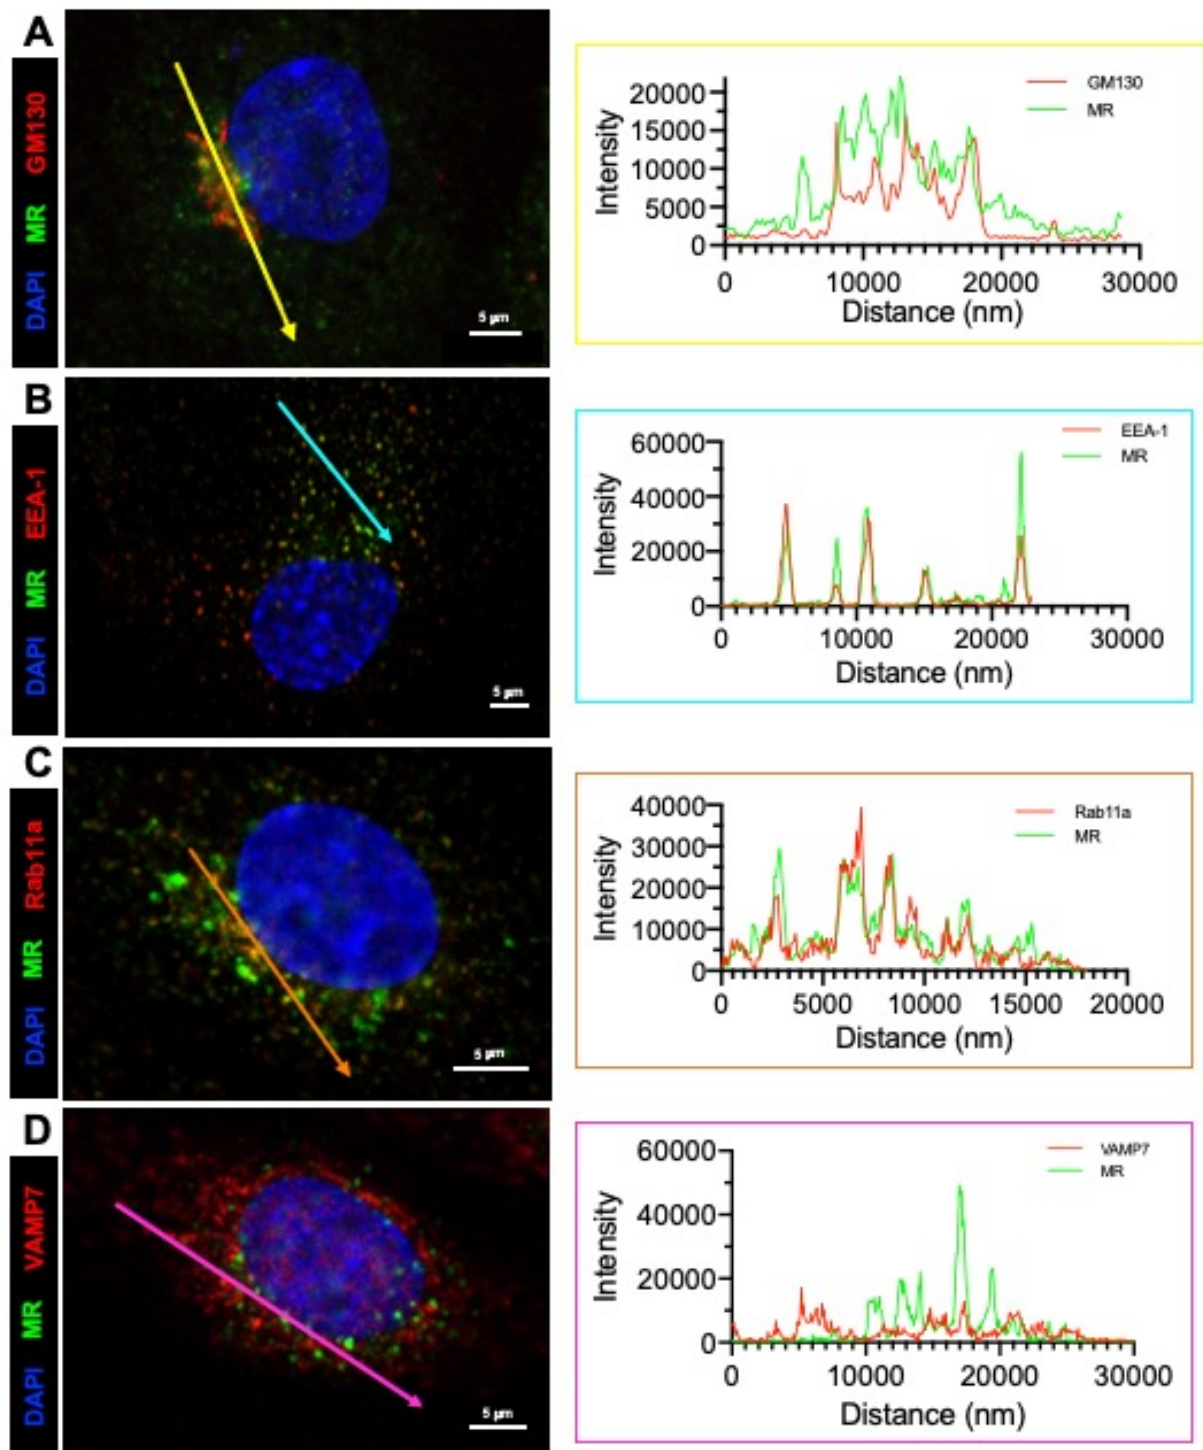 A
DAPI MR GM130
5 µm
Intensity
20000
15000
10000
5000
0
GM130
MR
0 10000 20000 30000
Distance (nm)
B
DAPI MR EEA-1
5 µm
Intensity
60000
40000
20000
0
EEA-1
MR
0 10000 20000 30000
Distance (nm)
C
DAPI MR Rab11a
5 µm
Intensity
40000
30000
20000
10000
0
Rab11a
MR
0 5000 10000 15000 20000
Distance (nm)
D
DAPI MR VAMP7
5 µm
Intensity
60000
40000
20000
0
VAMP7
MR
0 10000 20000 30000
Distance (nm)